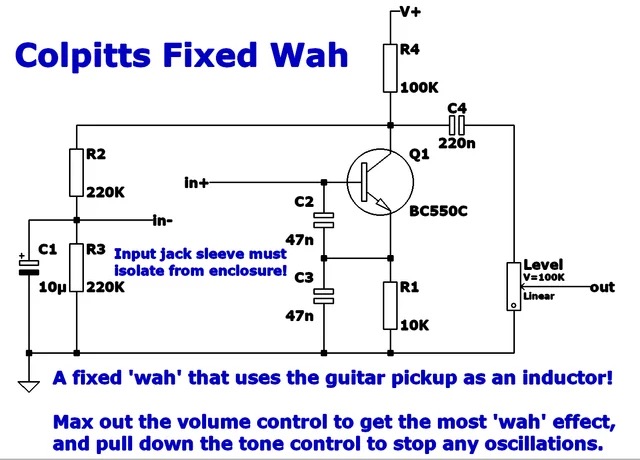 V+
Colpitts Fixed Wah
R4
100K
C4
220n
R2
220K
Q1
BC550C
in+
C2
47n
in-
C1
10µ
R3
220K
Input jack sleeve must
isolate from enclosure!
C3
47n
R1
10K
Level
V=100K
Linear
out
+
A fixed 'wah' that uses the guitar pickup as an inductor!
Max out the volume control to get the most 'wah' effect,
and pull down the tone control to stop any oscillations.